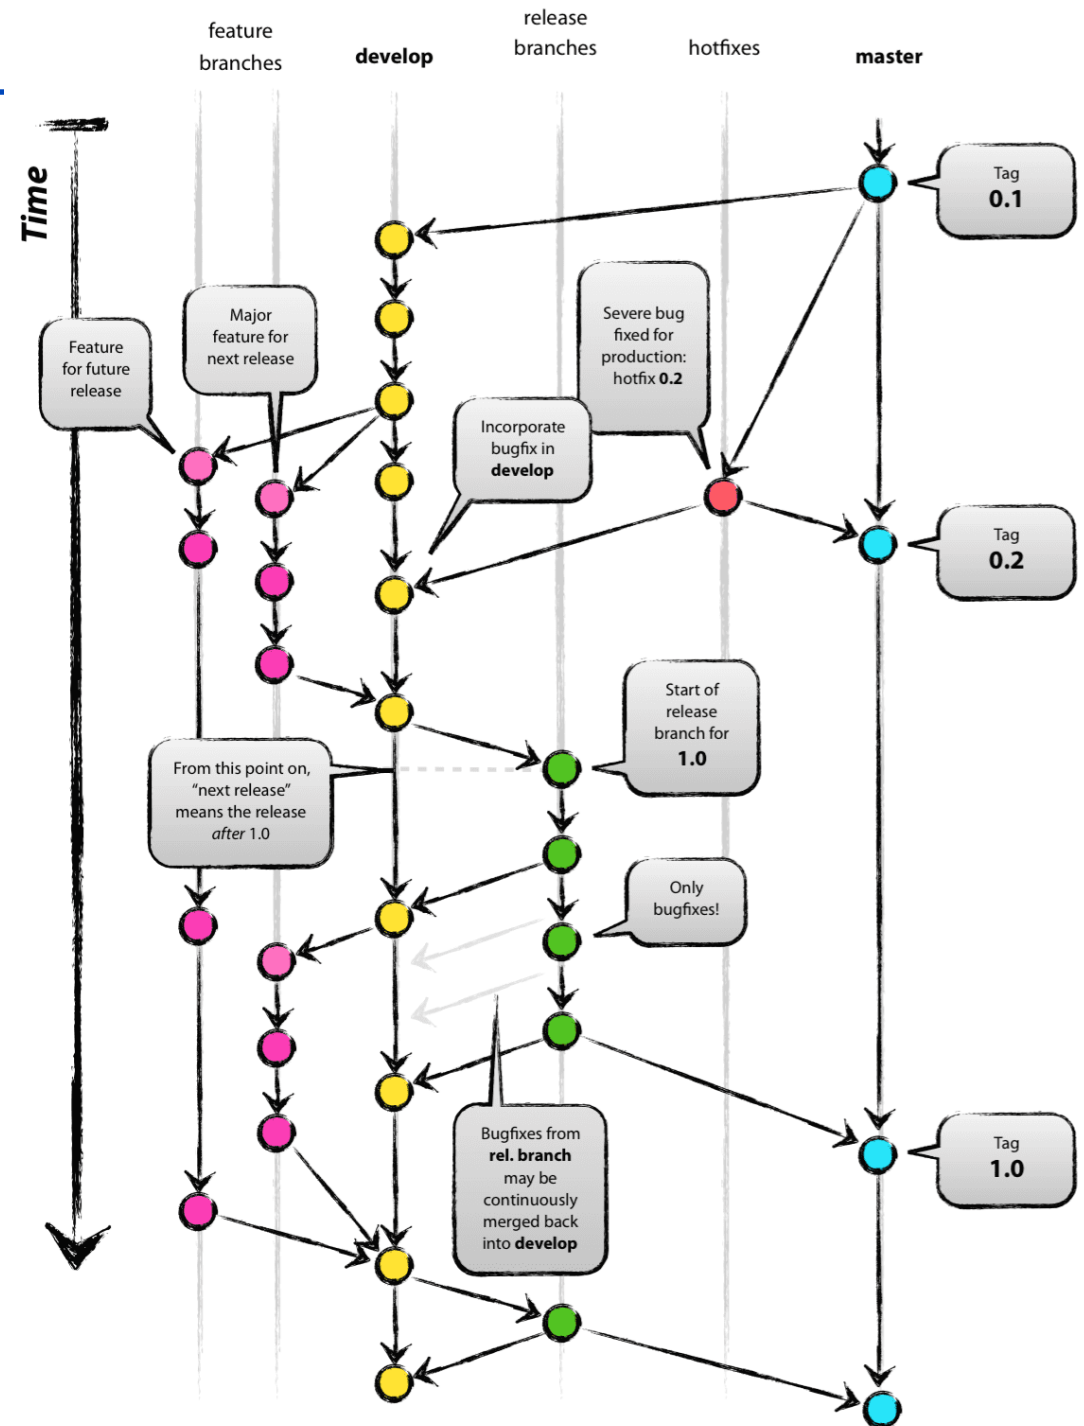 feature
branches
develop
release
branches
hotfixes
master
Time
Tag
0.1
Severe bug
fixed for
production:
hotfix 0.2
Major
feature for
next release
Feature
for future
release
Incorporate
bugfix in
develop
Tag
0.2
Start of
release
branch for
1.0
From this point on,
“next release”
means the release
after 1.0
Only
bugfixes!
Bugfixes from
rel. branch
may be
continuously
merged back
into develop
Tag
1.0